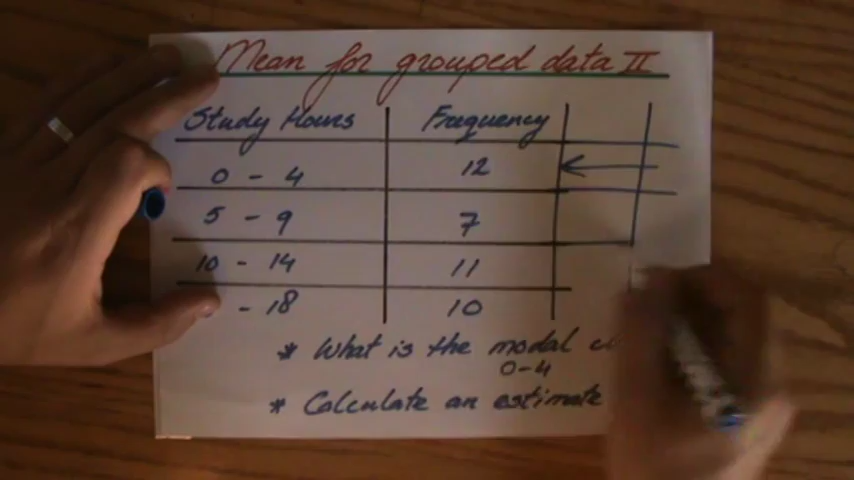 Mean for grouped data II
Study Hours Frequency
0 - 4 12
5 - 9 7
10 - 14 11
- 18 10
* What is the modal
0-4
* Calculate an estimate